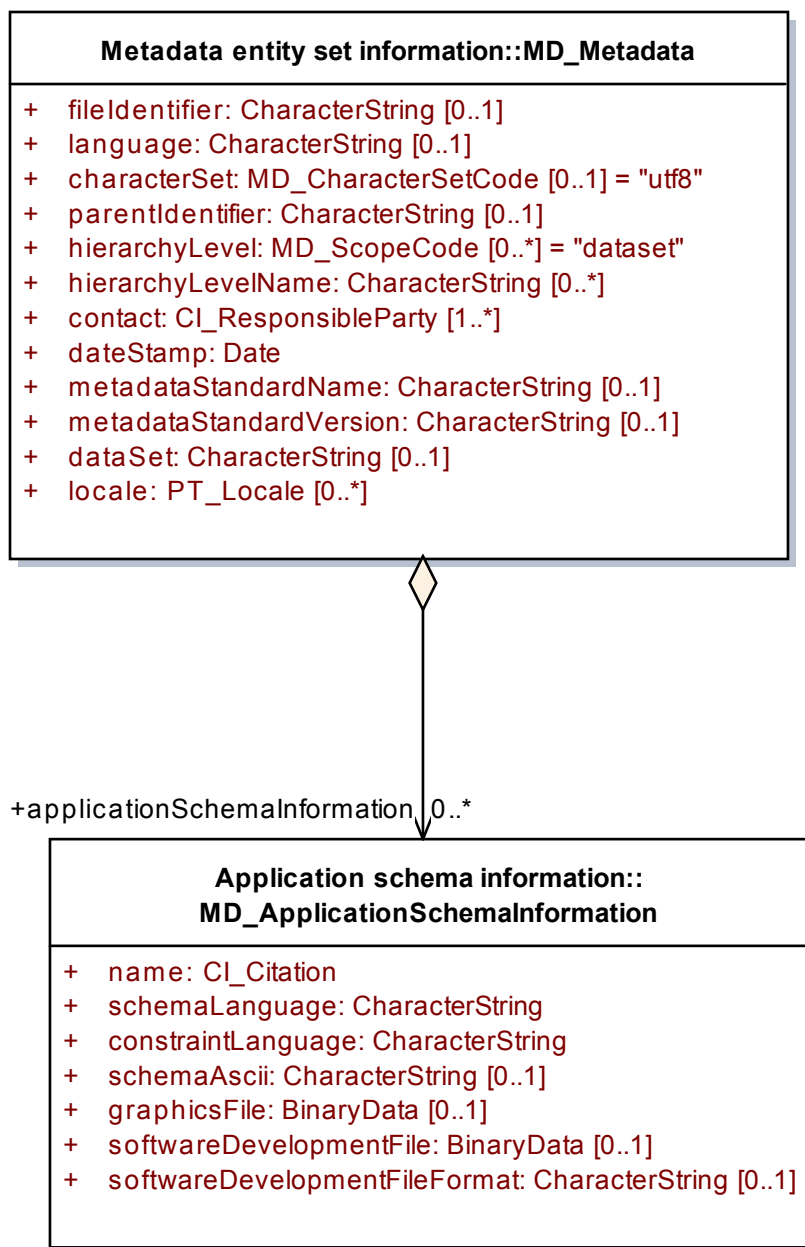 Metadata entity set information::MD_Metadata
+ fileIdentifier: CharacterString [0..1]
+ language: CharacterString [0..1]
+ characterSet: MD_CharacterSetCode [0..1] = "utf8"
+ parentIdentifier: CharacterString [0..1]
+ hierarchyLevel: MD_ScopeCode [0..*] = "dataset"
+ hierarchyLevelName: CharacterString [0..*]
+ contact: CI_ResponsibleParty [1..*]
+ dateStamp: Date
+ metadataStandardName: CharacterString [0..1]
+ metadataStandardVersion: CharacterString [0..1]
+ dataSet: CharacterString [0..1]
+ locale: PT_Locale [0..*]
+applicationSchemaInformation 0..*
Application schema information::
MD_ApplicationSchemaInformation
+ name: CI_Citation
+ schemaLanguage: CharacterString
+ constraintLanguage: CharacterString
+ schemaAscii: CharacterString [0..1]
+ graphicsFile: BinaryData [0..1]
+ softwareDevelopmentFile: BinaryData [0..1]
+ softwareDevelopmentFileFormat: CharacterString [0..1]